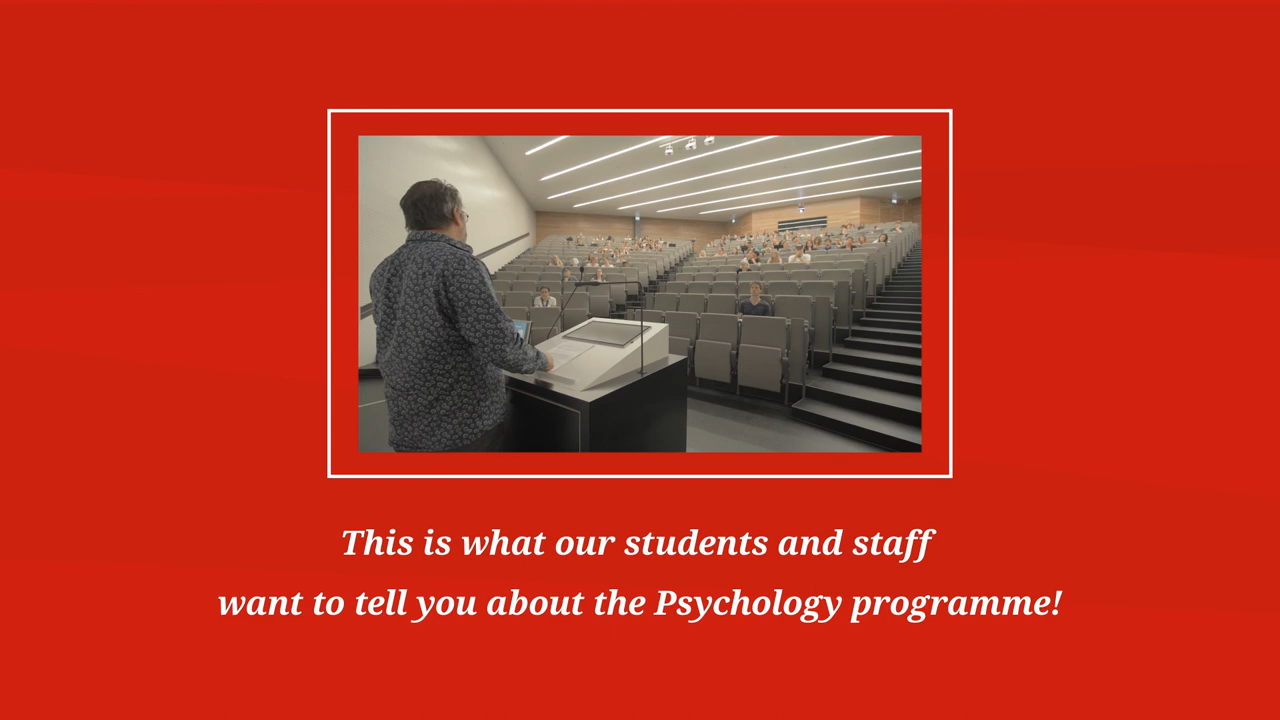 This is what our students and staff
want to tell you about the Psychology programme!